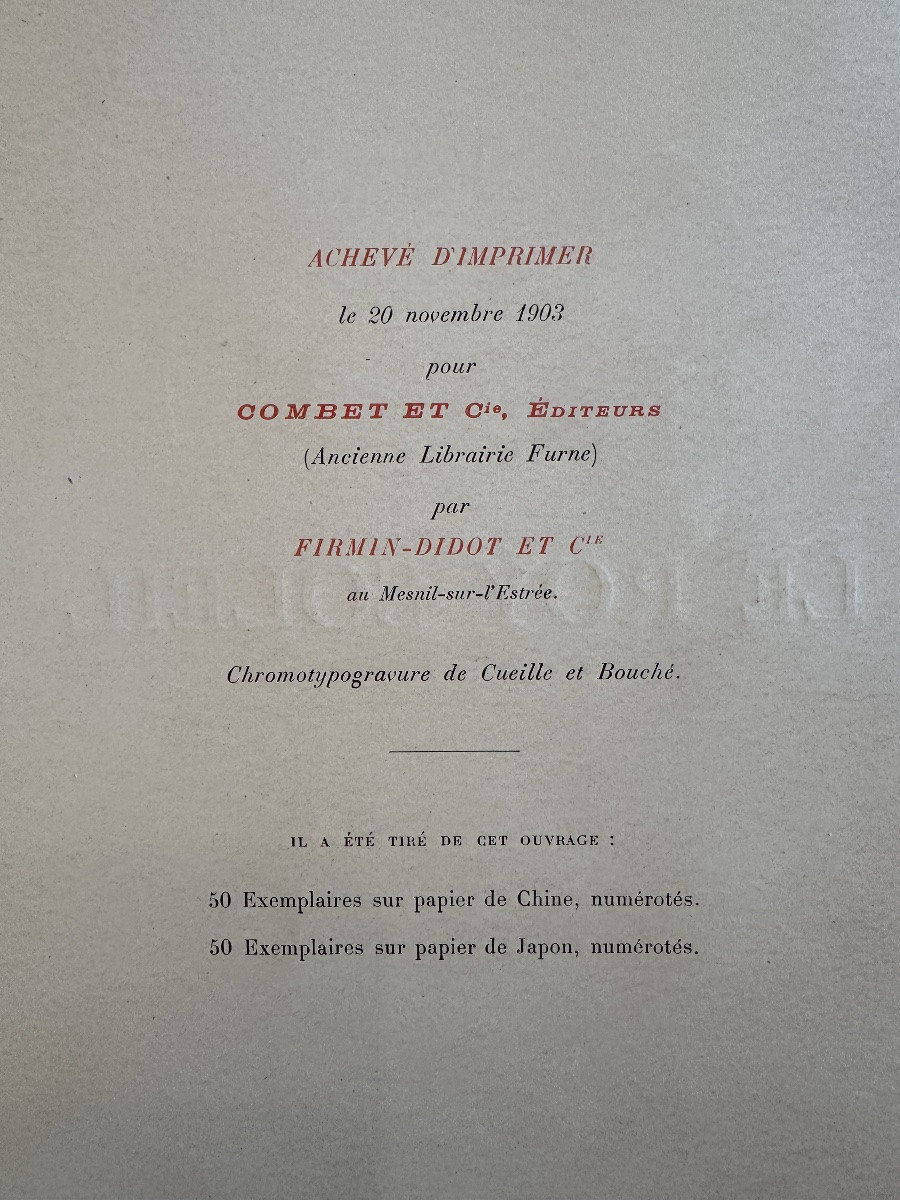 ACHEVÉ D'IMPRIMER
le 20 novembre 1903
pour
COMBET ET Cie, ÉDITEURS
(Ancienne Librairie Furne)
par
FIRMIN-DIDOT ET CIE
au Mesnil-sur-l'Estrée.
Chromotypogravure de Cueille et Bouché.
IL A ÉTÉ TIRÉ DE CET OUVRAGE :
50 Exemplaires sur papier de Chine, numérotés.
50 Exemplaires sur papier de Japon, numérotés.